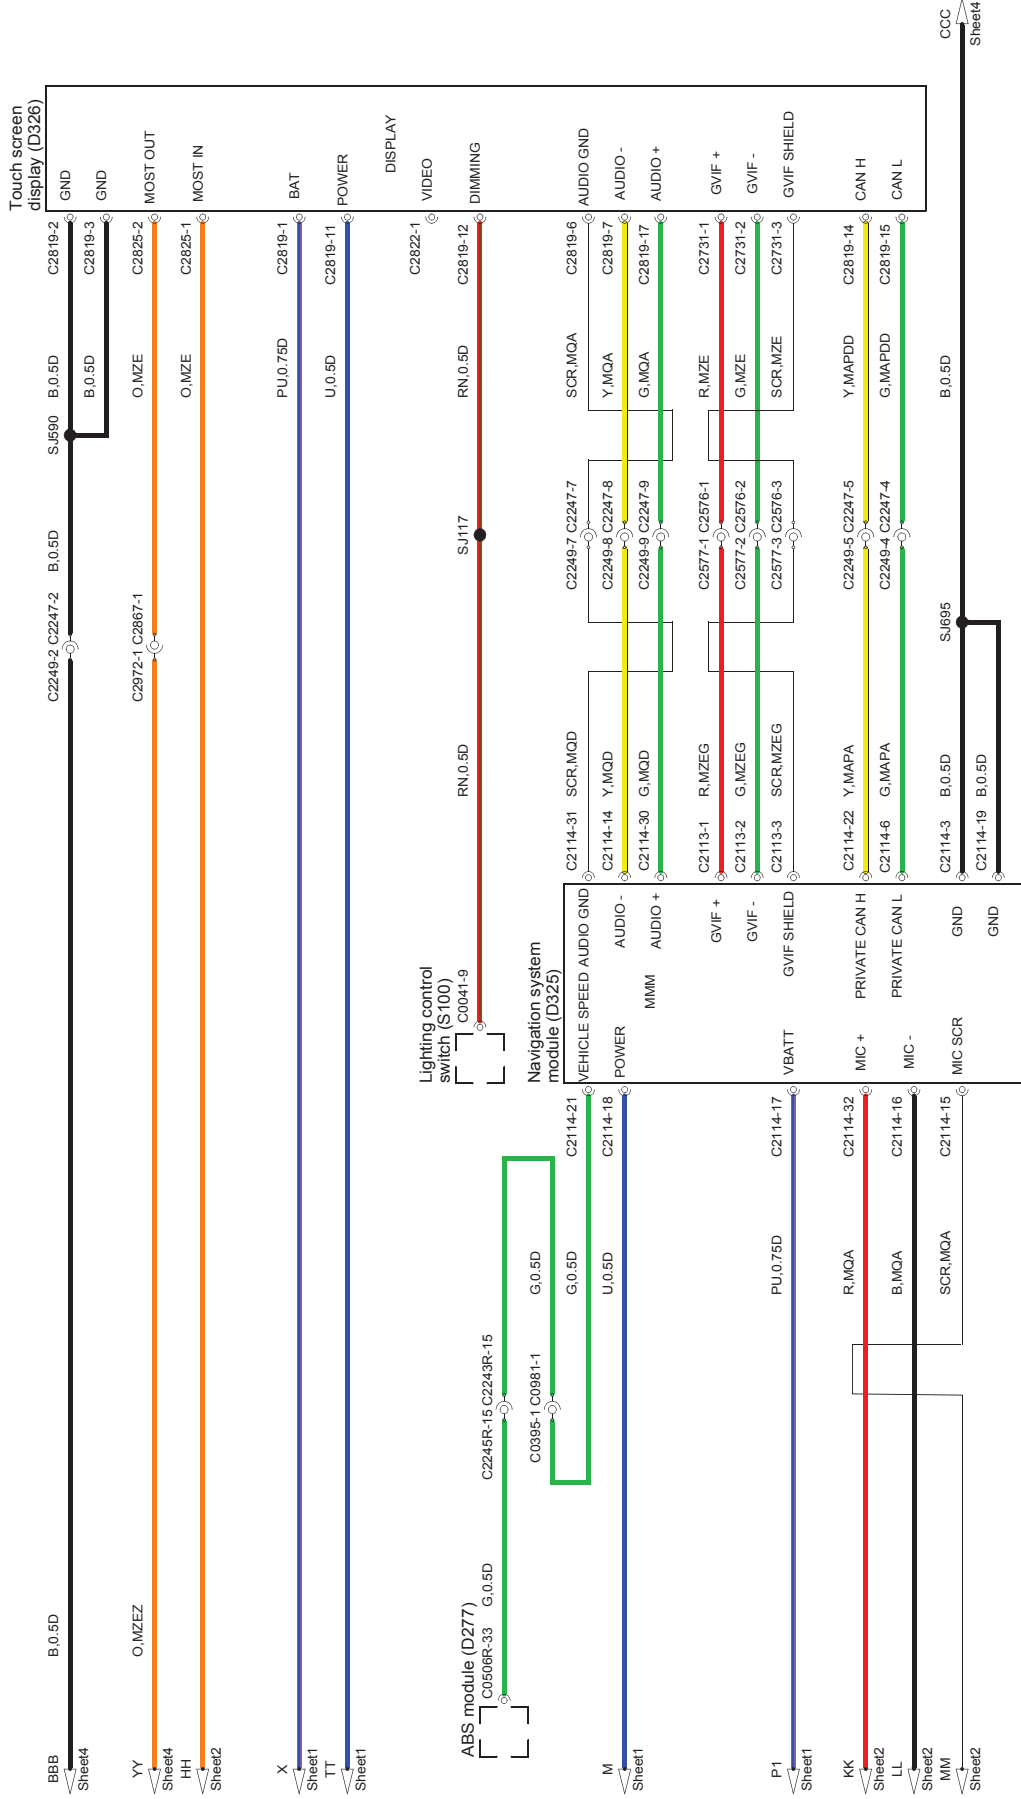 Touch screen
display (D326)
GND
GND
MOST OUT
MOST IN
BAT
POWER
DISPLAY
VIDEO
DIMMING
AUDIO GND
AUDIO -
AUDIO +
GVIF +
GVIF -
GVIF SHIELD
CAN H
CAN L
CCC
Sheet4
C2819-2
C2819-3
C2825-2
C2825-1
C2819-1
C2819-11
C2822-1
C2819-12
C2819-6
C2819-7
C2819-17
C2731-1
C2731-2
C2731-3
C2819-14
C2819-15
B,0.5D
B,0.5D
O,MZE
O,MZE
PU,0.75D
U,0.5D
RN,0.5D
SCR,MQA
Y,MQA
G,MQA
R,MZE
G,MZE
SCR,MZE
Y,MAPDD
G,MAPDD
B,0.5D
SJ590
SJ117
SJ695
B,0.5D
C2249-2 C2247-2
C2972-1 C2867-1
C2249-7 C2247-7
C2249-8 C2247-8
C2249-9 C2247-9
C2577-1 C2576-1
C2577-2 C2576-2
C2577-3 C2576-3
C2249-5 C2247-5
C2249-4 C2247-4
RN,0.5D
SCR,MQD
Y,MQD
G,MQD
R,MZEG
G,MZEG
SCR,MZEG
Y,MAPA
G,MAPA
B,0.5D
B,0.5D
C2114-31
C2114-14
C2114-30
C2113-1
C2113-2
C2113-3
C2114-22
C2114-6
C2114-3
C2114-19
Lighting control
switch (S100)
C0041-9
Navigation system
module (D325)
VEHICLE SPEED AUDIO GND
AUDIO -
AUDIO +
GVIF +
GVIF -
GVIF SHIELD
PRIVATE CAN H
PRIVATE CAN L
GND
GND
MMM
POWER
VBATT
MIC +
MIC -
MIC SCR
C2114-21
C2114-18
C2114-17
C2114-32
C2114-16
C2114-15
G,0.5D
G,0.5D
U,0.5D
PU,0.75D
R,MQA
B,MQA
SCR,MQA
C2245R-15 C2243R-15
C0395-1 C0981-1
B,0.5D
O,MZEZ
G,0.5D
ABS module (D277)
C0506R-33
BBB
Sheet4
YY
Sheet4
HH
Sheet2
X
Sheet1
TT
Sheet1
M
Sheet1
P1
Sheet1
KK
Sheet2
LL
Sheet2
MM
Sheet2